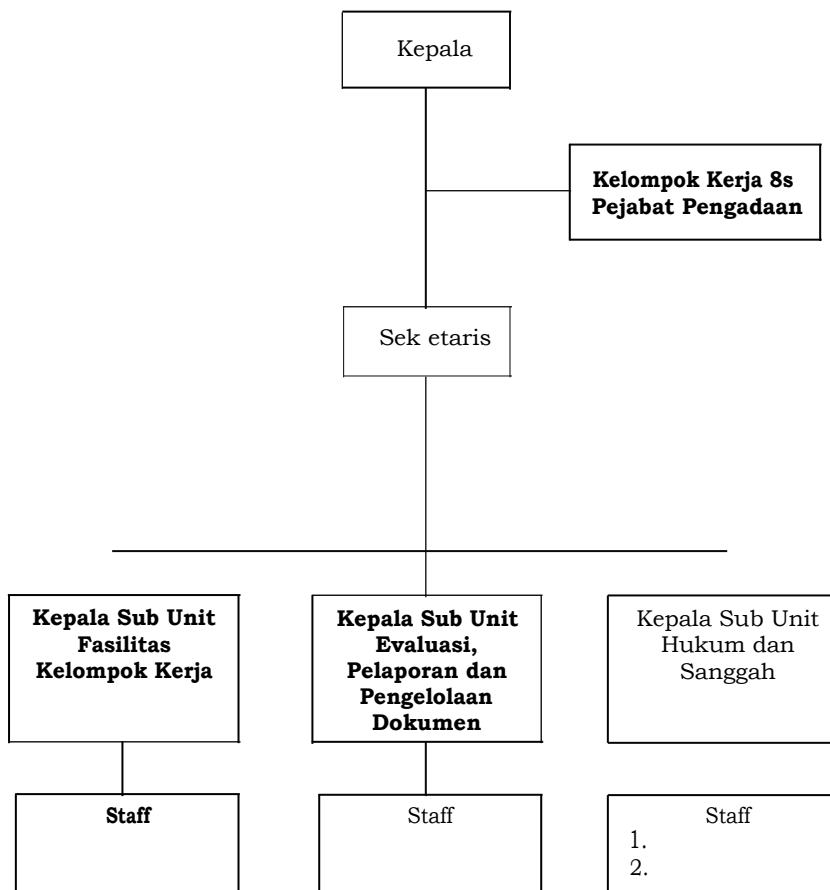 Kepala
Kelompok Kerja 8s
Pejabat Pengadaan
Sek etaris
Kepala Sub Unit
Fasilitas
Kelompok Kerja
Kepala Sub Unit
Evaluasi,
Pelaporan dan
Pengelolaan
Dokumen
Kepala Sub Unit
Hukum dan
Sanggah
Staff
Staff
Staff
1.
2.